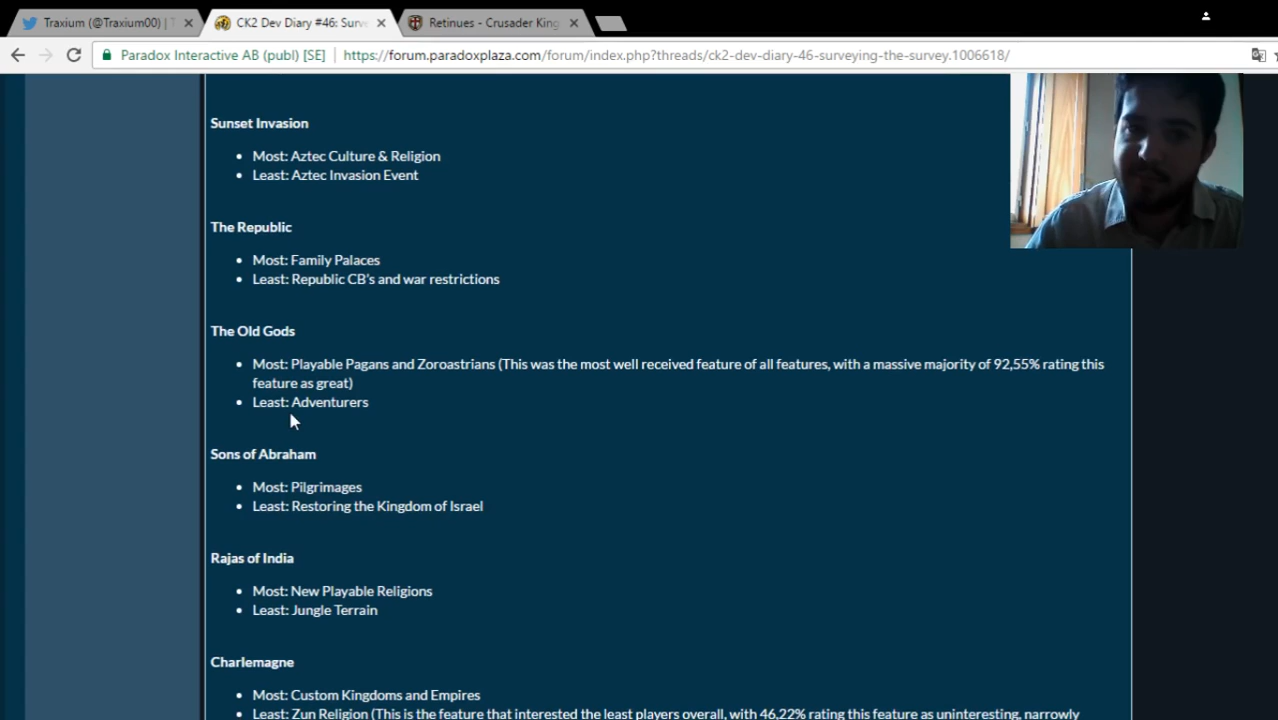 Traxium (@Traxium00) | T
CK2 Dev Diary #46: Surve
Retinues - Crusader King
Paradox Interactive AB (publ) [SE]
https://forum.paradoxplaza.com/forum/index.php?threads/ck2-dev-diary-46-surveying-the-survey.1006618/
Sunset Invasion
Most: Aztec Culture & Religion
Least: Aztec Invasion Event
The Republic
Most: Family Palaces
Least: Republic CB's and war restrictions
The Old Gods
Most: Playable Pagans and Zoroastrians (This was the most well received feature of all features, with a massive majority of 92,55% rating this
feature as great)
Least: Adventurers
Sons of Abraham
Most: Pilgrimages
Least: Restoring the Kingdom of Israel
Rajas of India
Most: New Playable Religions
Least: Jungle Terrain
Charlemagne
Most: Custom Kingdoms and Empires
Least: Zun Religion (This is the feature that interested the least players overall, with 46,22% rating this feature as uninteresting, narrowly